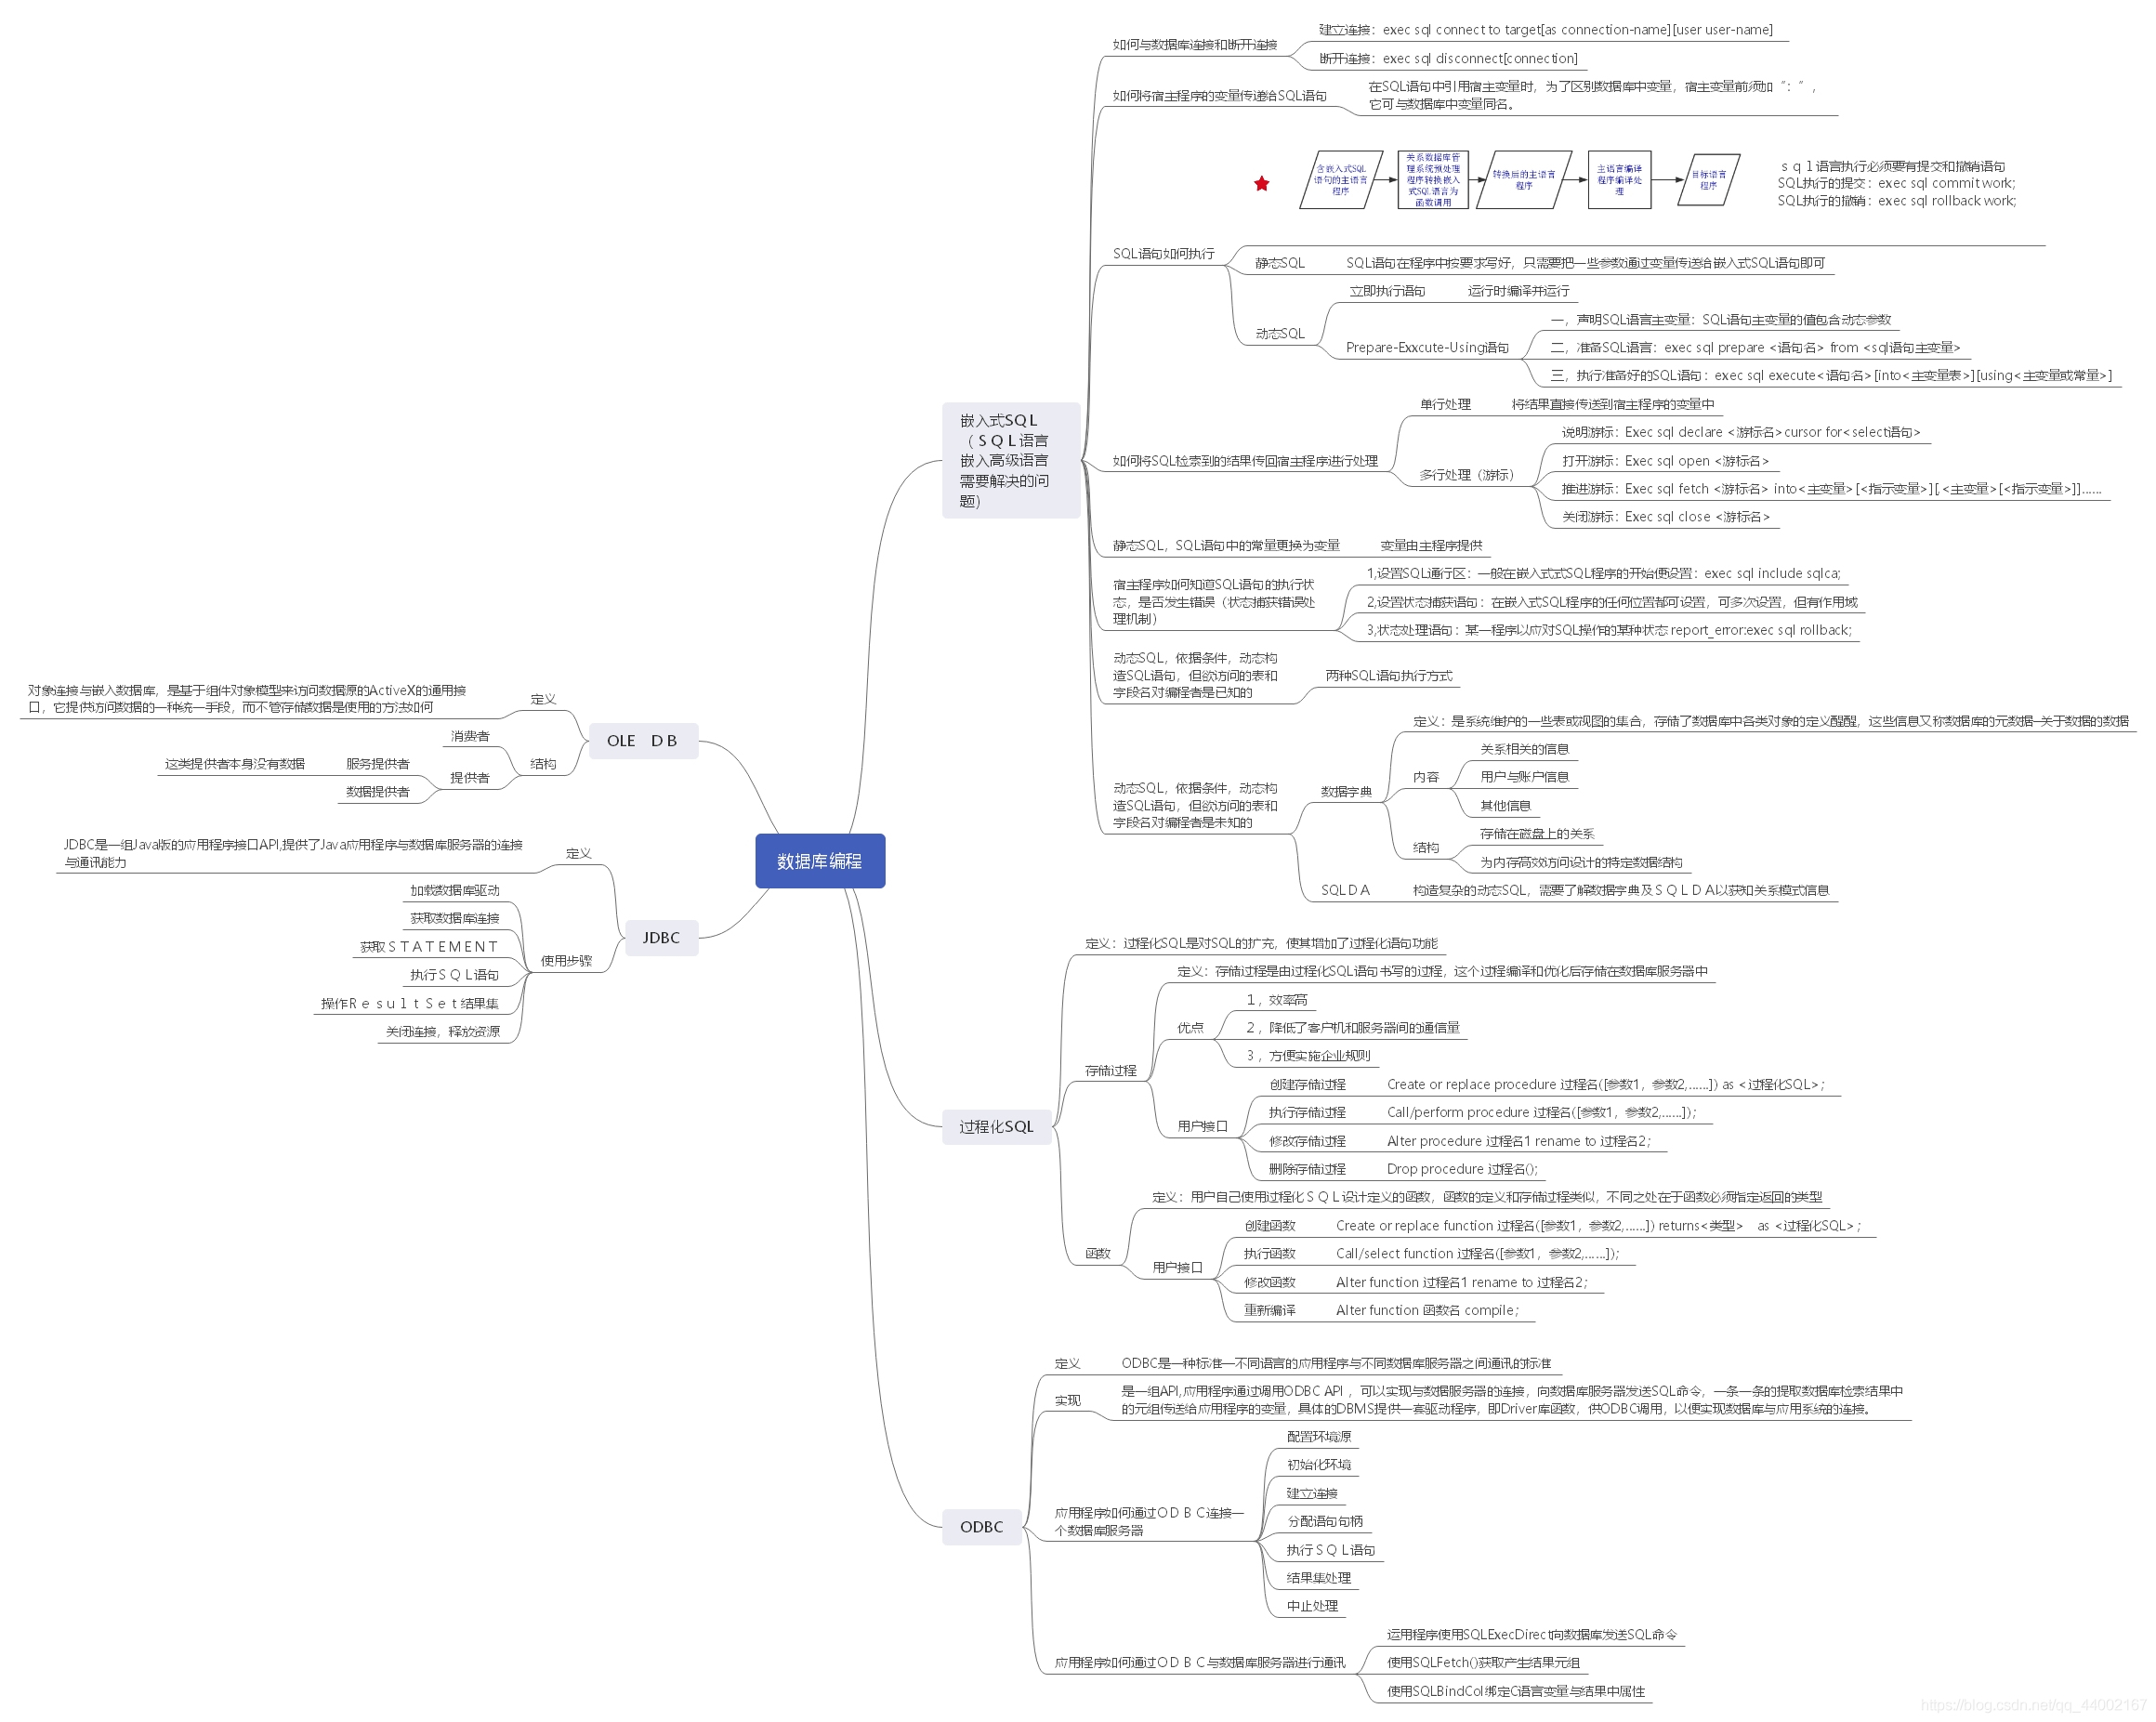 数据库编程
嵌入式SQL
（ＳＱＬ语言
嵌入高级语言
需要解决的问
题）
如何与数据库连接和断开连接
建立连接：exec sql connect to target[as connection-name][user user-name]
断开连接：exec sql disconnect[connection]
如何将宿主程序的变量传递给SQL语句
在SQL语句中引用宿主变量时，为了区别数据库中变量，宿主变量前须加“：”，
它可与数据库中变量同名。
SQL语句如何执行
含嵌入式SQL
语句的主语言
程序
关系数据库管
理系统预处理
程序转换嵌入
式SQL语言为
函数调用
转换后的主语言
程序
主语言编译
程序编译处
理
目标语言
程序
ｓｑｌ语言执行必须要有提交和撤销语句
SQL执行的提交：exec sql commit work;
SQL执行的撤销：exec sql rollback work;
静态SQL
SQL语句在程序中按要求写好，只需要把一些参数通过变量传送给嵌入式SQL语句即可
动态SQL
立即执行语句
运行时编译并运行
Prepare-Exxcute-Using语句
一，声明SQL语言主变量：SQL语句主变量的值包含动态参数
二，准备SQL语言：exec sql prepare <语句名> from <sql语句主变量>
三，执行准备好的SQL语句：exec sql execute<语句名>[into<主变量表>][using<主变量或常量>]
如何将SQL检索到的结果传回宿主程序进行处理
单行处理
将结果直接传送到宿主程序的变量中
多行处理（游标）
说明游标：Exec sql declare <游标名>cursor for<select语句>
打开游标：Exec sql open <游标名>
推进游标：Exec sql fetch <游标名> into<主变量>[<指示变量>][,<主变量>[<指示变量>]]......
关闭游标：Exec sql close <游标名>
静态SQL，SQL语句中的常量更换为变量
变量由主程序提供
宿主程序如何知道SQL语句的执行状
态，是否发生错误（状态捕获错误处
理机制）
1,设置SQL通行区：一般在嵌入式式SQL程序的开始便设置：exec sql include sqlca;
2,设置状态捕获语句：在嵌入式SQL程序的任何位置都可设置，可多次设置，但有作用域
3,状态处理语句：某一程序以应对SQL操作的某种状态 report_error:exec sql rollback;
动态SQL，依据条件，动态构
造SQL语句，但欲访问的表和
字段名对编程者是已知的
两种SQL语句执行方式
动态SQL，依据条件，动态构
造SQL语句，但欲访问的表和
字段名对编程者是未知的
数据字典
定义：是系统维护的一些表或视图的集合，存储了数据库中各类对象的定义醒醒，这些信息又称数据库的元数据--关于数据的数据
内容
关系相关的信息
用户与账户信息
其他信息
结构
存储在磁盘上的关系
为内存高效访问设计的特定数据结构
SQLＤＡ
构造复杂的动态SQL，需要了解数据字典及ＳＱＬＤＡ以获知关系模式信息
过程化SQL
定义：过程化SQL是对SQL的扩充，使其增加了过程化语句功能
存储过程
定义：存储过程是由过程化SQL语句书写的过程，这个过程编译和优化后存储在数据库服务器中
优点
１，效率高
２，降低了客户机和服务器间的通信量
３，方便实施企业规则
用户接口
创建存储过程
Create or replace procedure 过程名([参数1，参数2,......]) as <过程化SQL>；
执行存储过程
Call/perform procedure 过程名([参数1，参数2,......]);
修改存储过程
Alter procedure 过程名1 rename to 过程名2；
删除存储过程
Drop procedure 过程名();
函数
定义：用户自己使用过程化ＳＱＬ设计定义的函数，函数的定义和存储过程类似，不同之处在于函数必须指定返回的类型
用户接口
创建函数
Create or replace function 过程名([参数1，参数2,......]) returns<类型>　as <过程化SQL>；
执行函数
Call/select function 过程名([参数1，参数2,......]);
修改函数
Alter function 过程名1 rename to 过程名2；
重新编译
Alter function 函数名 compile；
ODBC
定义
ODBC是一种标准---不同语言的应用程序与不同数据库服务器之间通讯的标准
实现
是一组API,应用程序通过调用ODBC API ，可以实现与数据服务器的连接，向数据库服务器发送SQL命令，一条一条的提取数据库检索结果中
的元组传送给应用程序的变量，具体的DBMS提供一套驱动程序，即Driver库函数，供ODBC调用，以便实现数据库与应用系统的连接。
应用程序如何通过ＯＤＢＣ连接一
个数据库服务器
配置环境源
初始化环境
建立连接
分配语句句柄
执行ＳＱＬ语句
结果集处理
中止处理
应用程序如何通过ＯＤＢＣ与数据库服务器进行通讯
运用程序使用SQLExecDirect向数据库发送SQL命令
使用SQLFetch()获取产生结果元组
使用SQLBindCol绑定C语言变量与结果中属性
OLE　ＤＢ
定义
对象连接与嵌入数据库，是基于组件对象模型来访问数据源的ActiveX的通用接
口，它提供访问数据的一种统一手段，而不管存储数据是使用的方法如何
结构
消费者
提供者
服务提供者
这类提供者本身没有数据
数据提供者
JDBC
定义
JDBC是一组Java版的应用程序接口API,提供了Java应用程序与数据库服务器的连接
与通讯能力
使用步骤
加载数据库驱动
获取数据库连接
获取ＳＴＡＴＥＭＥＮＴ
执行ＳＱＬ语句
操作ＲｅｓｕｌｔＳｅｔ结果集
关闭连接，释放资源
https://blog.csdn.net/qq_44002167